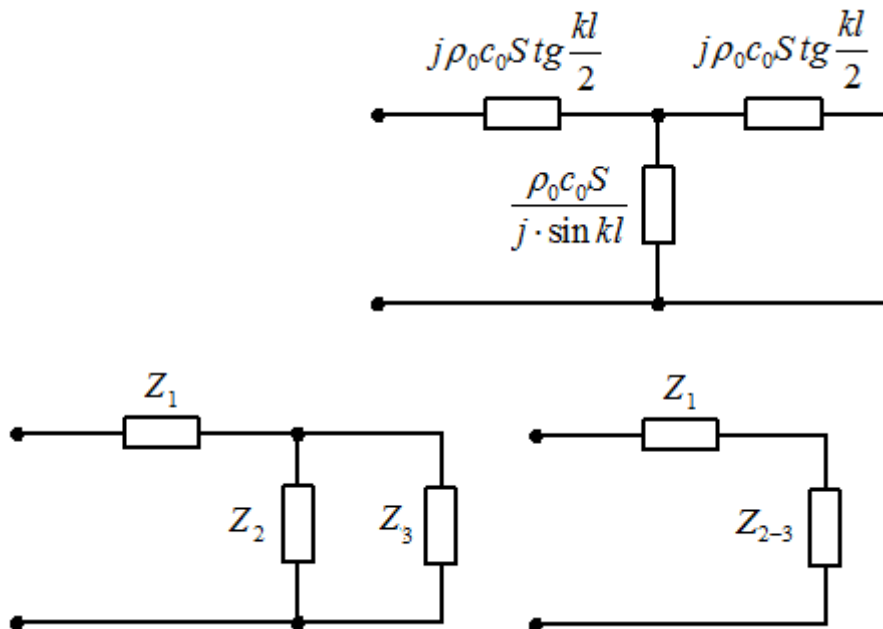 jρ₀c₀S tg kl/2 jρ₀c₀S tg kl/2
ρ₀c₀S/j·sin kl
Z₁ Z₁
Z₂ Z₃ Z₂₋₃